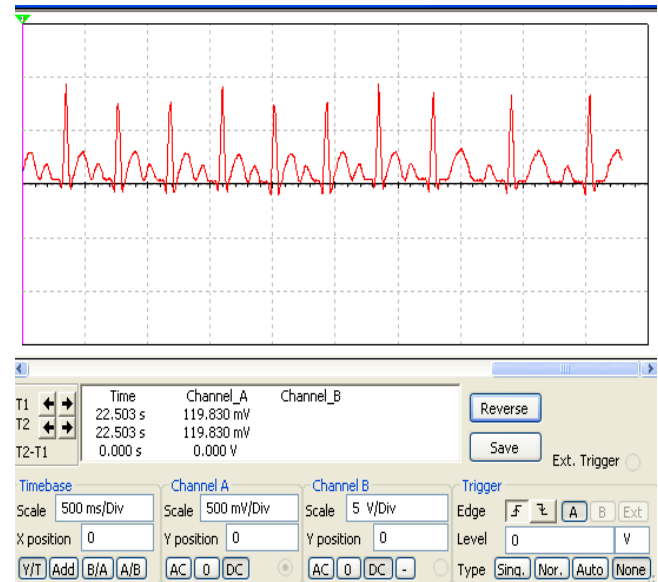 1
Time Channel_A Channel_B
T1 22.503 s 119.830 mV
T2 22.503 s 119.830 mV
T2-T1 0.000 s 0.000 V
Reverse
Save
Ext. Trigger
Timebase
Scale 500 ms/Div
X position 0
Y/T Add B/A A/B
Channel A
Scale 500 mV/Div
Y position 0
AC 0 DC
Channel B
Scale 5 V/Div
Y position 0
AC 0 DC -
Trigger
Edge A B Ext
Level 0 V
Type Sing. Nor. Auto None